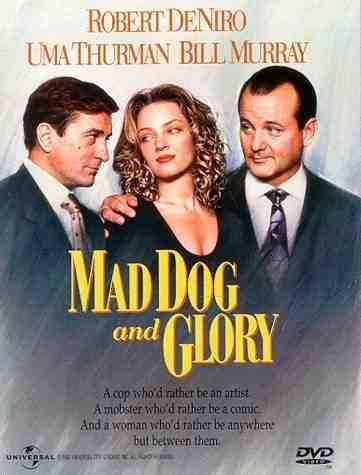 ROBERT DENIRO
UMA THURMAN BILL MURRAY
MAD DOG
and GLORY
A cop who'd rather be an artist.
A mobster who'd rather be a comic.
And a woman who'd rather be anywhere
but between them.
UNIVERSAL
DVD
VIDEO